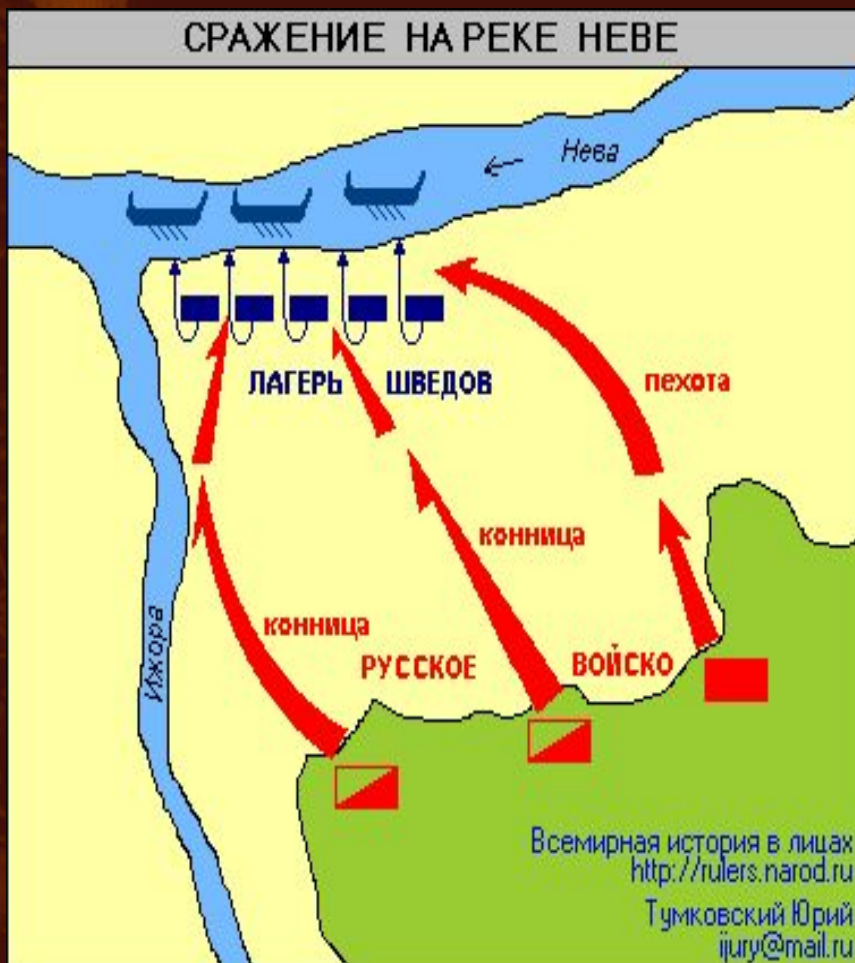 СРАЖЕНИЕ НА РЕКЕ НЕВЕ
Нева
ЛАГЕРЬ ШВЕДОВ
пехота
конница
конница
РУССКОЕ ВОЙСКО
Ижора
Всемирная история в лицах
http://rulers.narod.ru
Тумковский Юрий
ijury@mail.ru